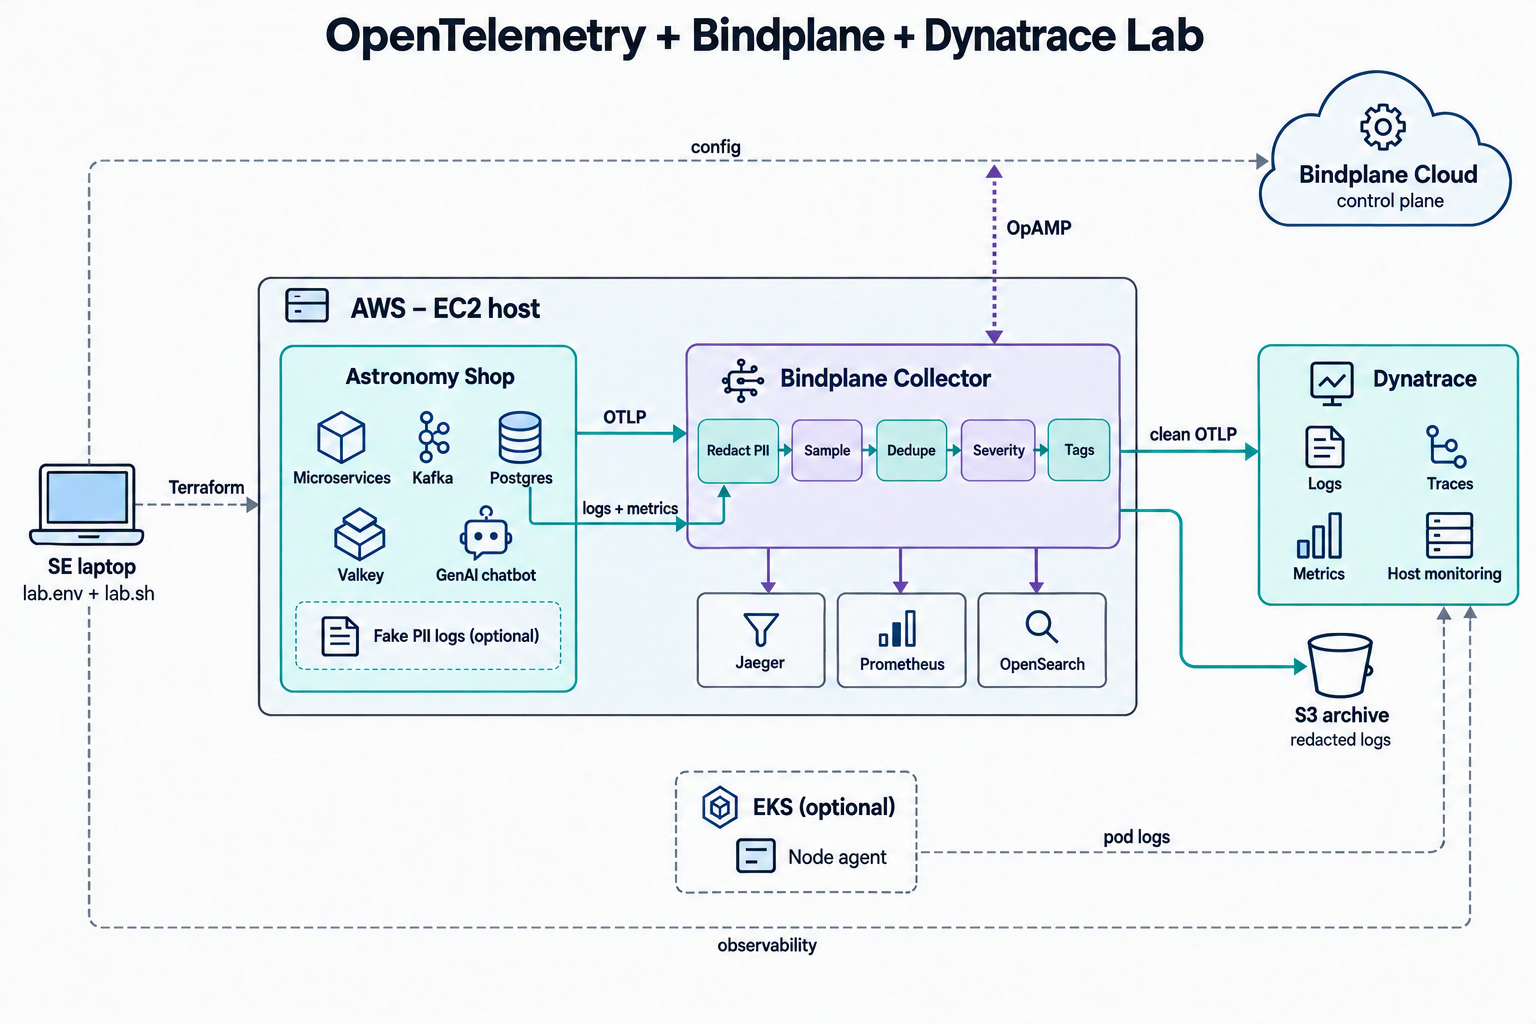 OpenTelemetry + Bindplane + Dynatrace Lab
config
Bindplane Cloud
control plane
OpAMP
AWS – EC2 host
Astronomy Shop
Microservices
Kafka
Postgres
Valkey
GenAI chatbot
Fake PII logs (optional)
OTLP
logs + metrics
Bindplane Collector
Redact PII
Sample
Dedupe
Severity
Tags
Jaeger
Prometheus
OpenSearch
clean OTLP
Dynatrace
Logs
Traces
Metrics
Host monitoring
Terraform
SE laptop
lab.env + lab.sh
S3 archive
redacted logs
EKS (optional)
Node agent
pod logs
observability